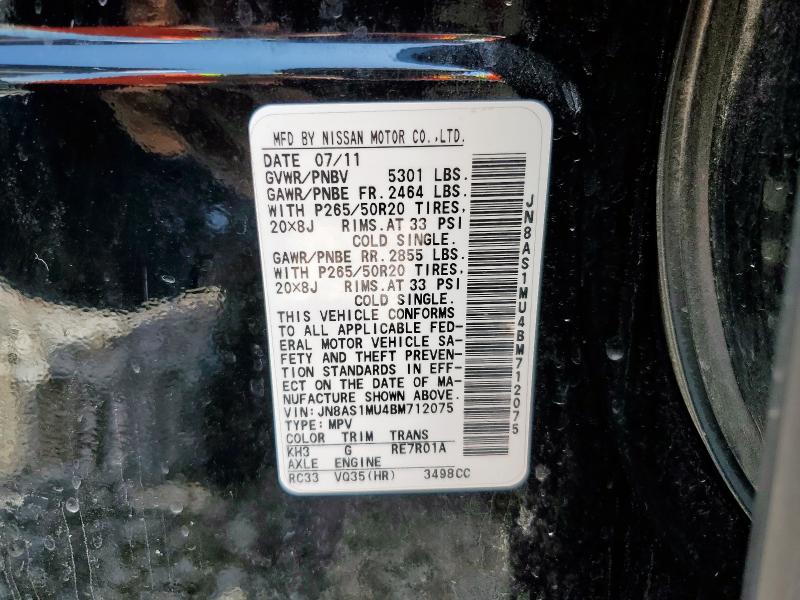 MFD BY NISSAN MOTOR CO.,LTD.
DATE 07/11
GVWR/PNBV 5301 LBS.
GAWR/PNBE FR. 2464 LBS.
WITH P265/50R20 TIRES,
20×8J RIMS.AT 33 PSI
COLD SINGLE.
GAWR/PNBE RR. 2855 LBS.
WITH P265/50R20 TIRES,
20×8J RIMS.AT 33 PSI
COLD SINGLE.
THIS VEHICLE CONFORMS
TO ALL APPLICABLE FED-
ERAL MOTOR VEHICLE SA-
FETY AND THEFT PREVEN-
TION STANDARDS IN EFF-
ECT ON THE DATE OF MA-
NUFACTURE SHOWN ABOVE.
VIN:JN8AS1MU4BM712075
TYPE:MPV
COLOR TRIM TRANS
KH3 G RE7R01A
AXLE ENGINE
RC33 VQ35(HR) 3498CC
JN8AS1MU4BM712075